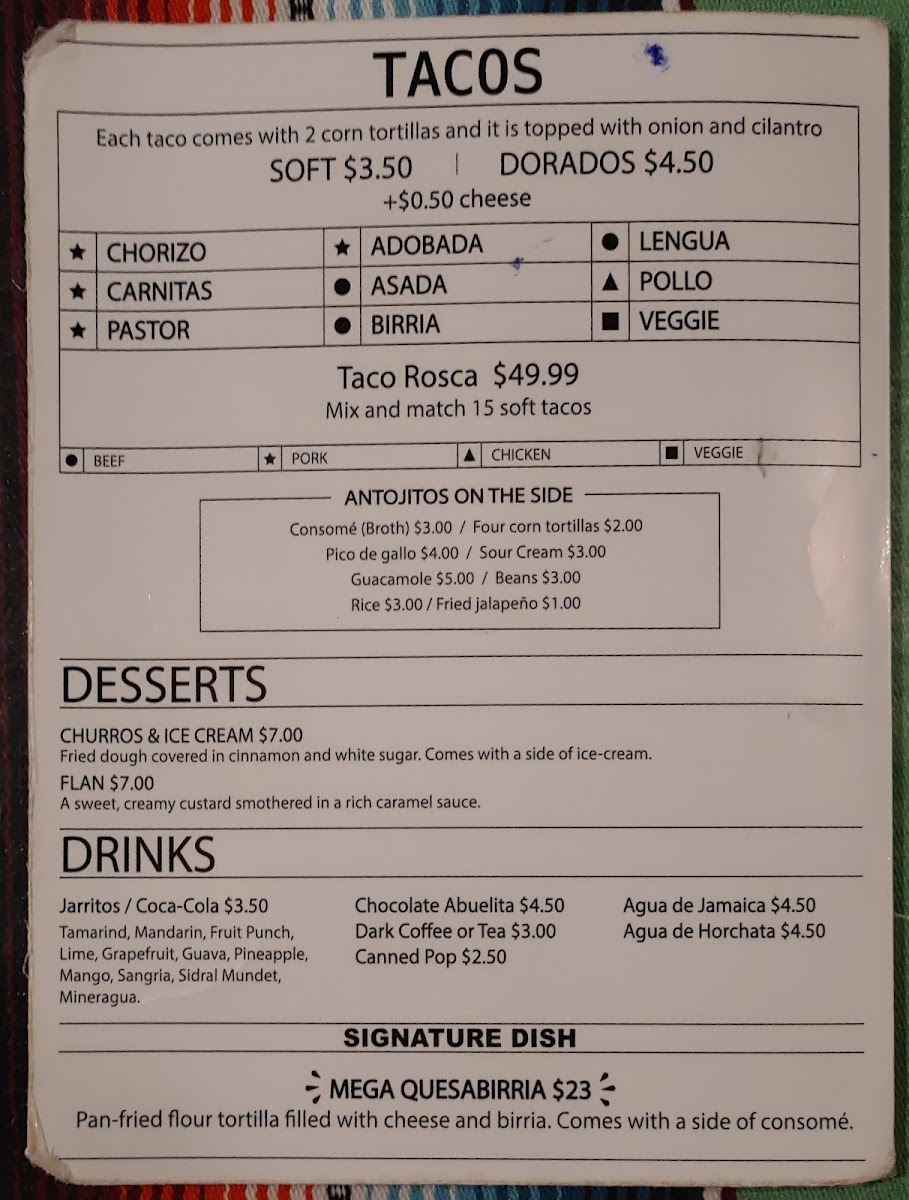 TACOS
Each taco comes with 2 corn tortillas and it is topped with onion and cilantro
SOFT $3.50 | DORADOS $4.50
+$0.50 cheese
★ CHORIZO ★ ADOBADA ● LENGUA
★ CARNITAS ● ASADA ▲ POLLO
★ PASTOR ● BIRRIA ■ VEGGIE
Taco Rosca $49.99
Mix and match 15 soft tacos
● BEEF ★ PORK ▲ CHICKEN ■ VEGGIE
ANTOJITOS ON THE SIDE
Consomé (Broth) $3.00 / Four corn tortillas $2.00
Pico de gallo $4.00 / Sour Cream $3.00
Guacamole $5.00 / Beans $3.00
Rice $3.00 / Fried jalapeño $1.00
DESSERTS
CHURROS & ICE CREAM $7.00
Fried dough covered in cinnamon and white sugar. Comes with a side of ice-cream.
FLAN $7.00
A sweet, creamy custard smothered in a rich caramel sauce.
DRINKS
Jarritos / Coca-Cola $3.50
Tamarind, Mandarin, Fruit Punch,
Lime, Grapefruit, Guava, Pineapple,
Mango, Sangria, Sidral Mundet,
Mineragua.
Chocolate Abuelita $4.50
Dark Coffee or Tea $3.00
Canned Pop $2.50
Agua de Jamaica $4.50
Agua de Horchata $4.50
SIGNATURE DISH
MEGA QUESABIRRIA $23
Pan-fried flour tortilla filled with cheese and birria. Comes with a side of consomé.